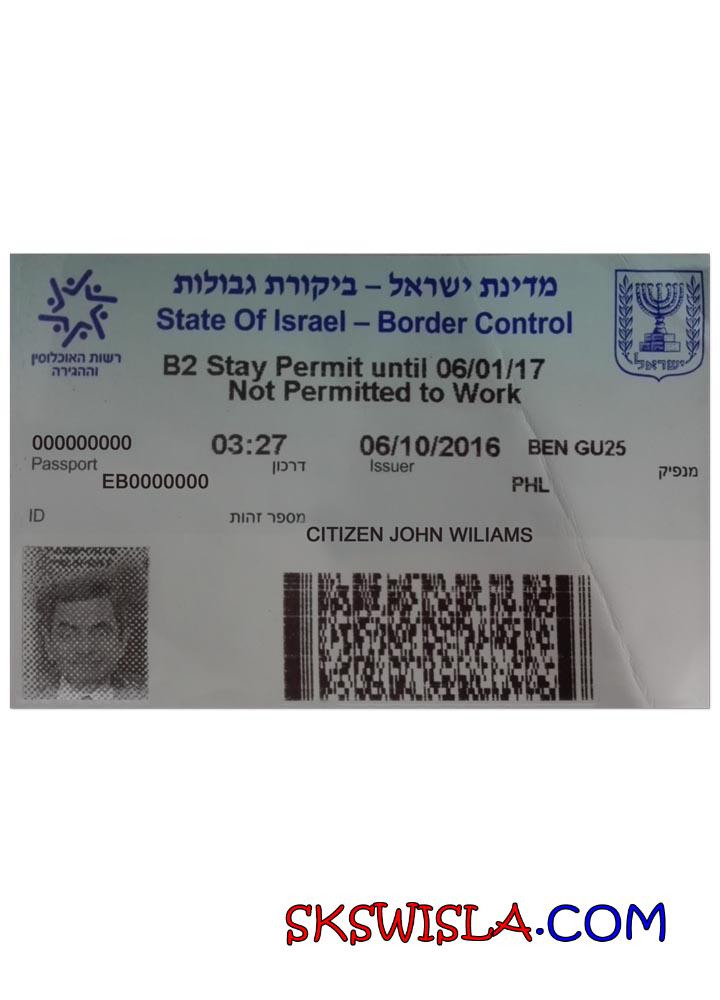 מדינת ישראל – ביקורת גבולות
State Of Israel – Border Control
רשות האוכלוסין
וההגירה
ישראל
B2 Stay Permit until 06/01/17
Not Permitted to Work
000000000 03:27 06/10/2016 BEN GU25
Passport דרכון Issuer מנפיק
EB0000000 PHL
ID מספר זהות
CITIZEN JOHN WILIAMS
SKSWISLA.COM